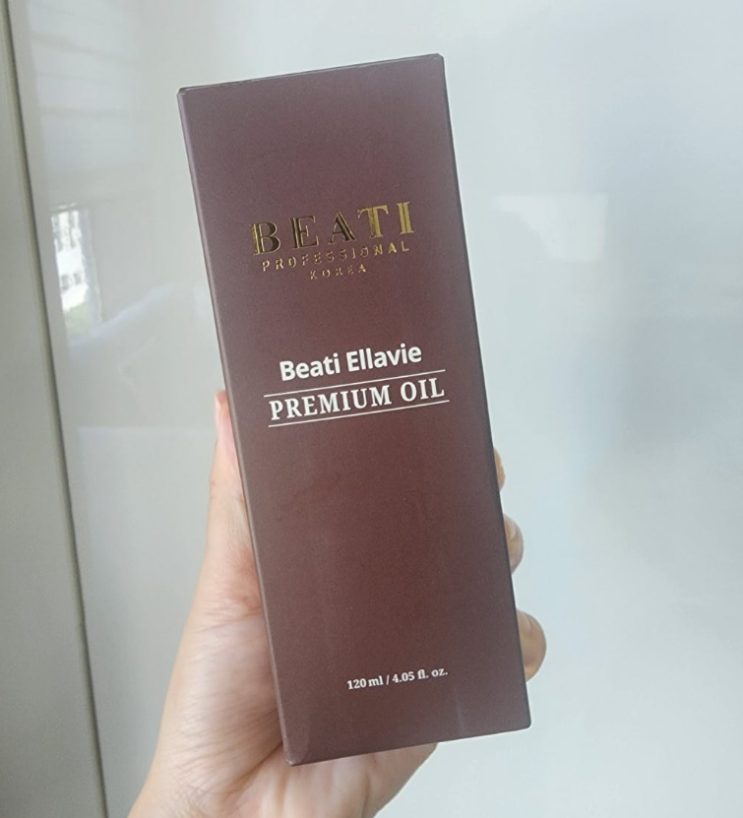 BEATI
PROFESSIONAL
KOREA
Beati Ellavie
PREMIUM OIL
120 ml / 4.05 fl. oz.